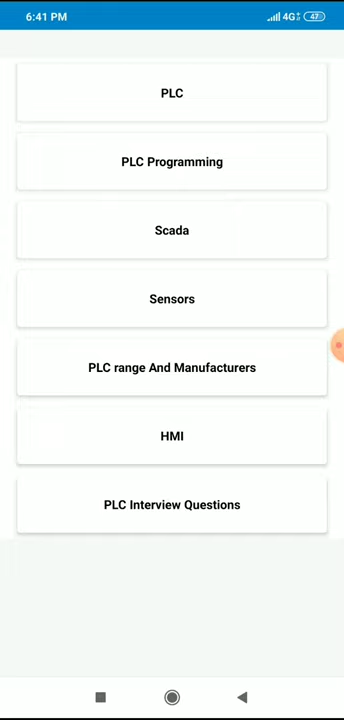 6:41 PM 4G 47
PLC
PLC Programming
Scada
Sensors
PLC range And Manufacturers
HMI
PLC Interview Questions